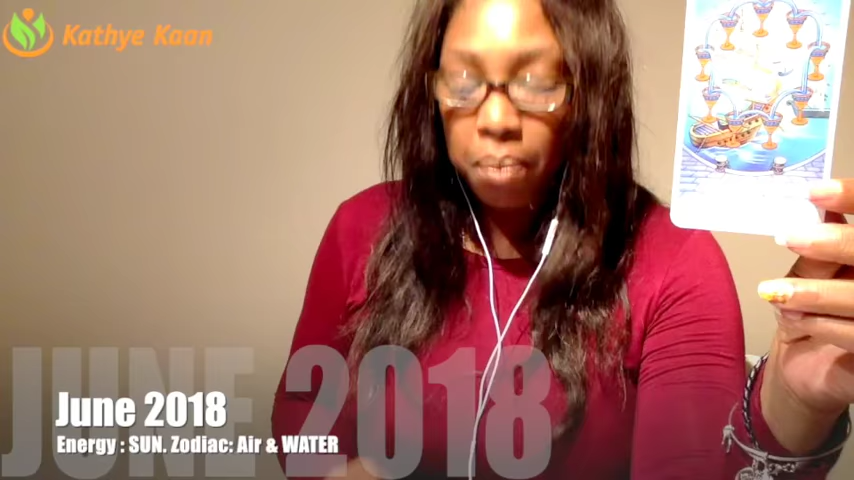 Kathye Kaan
JUNE 2018
June 2018
Energy : SUN. Zodiac: Air & WATER